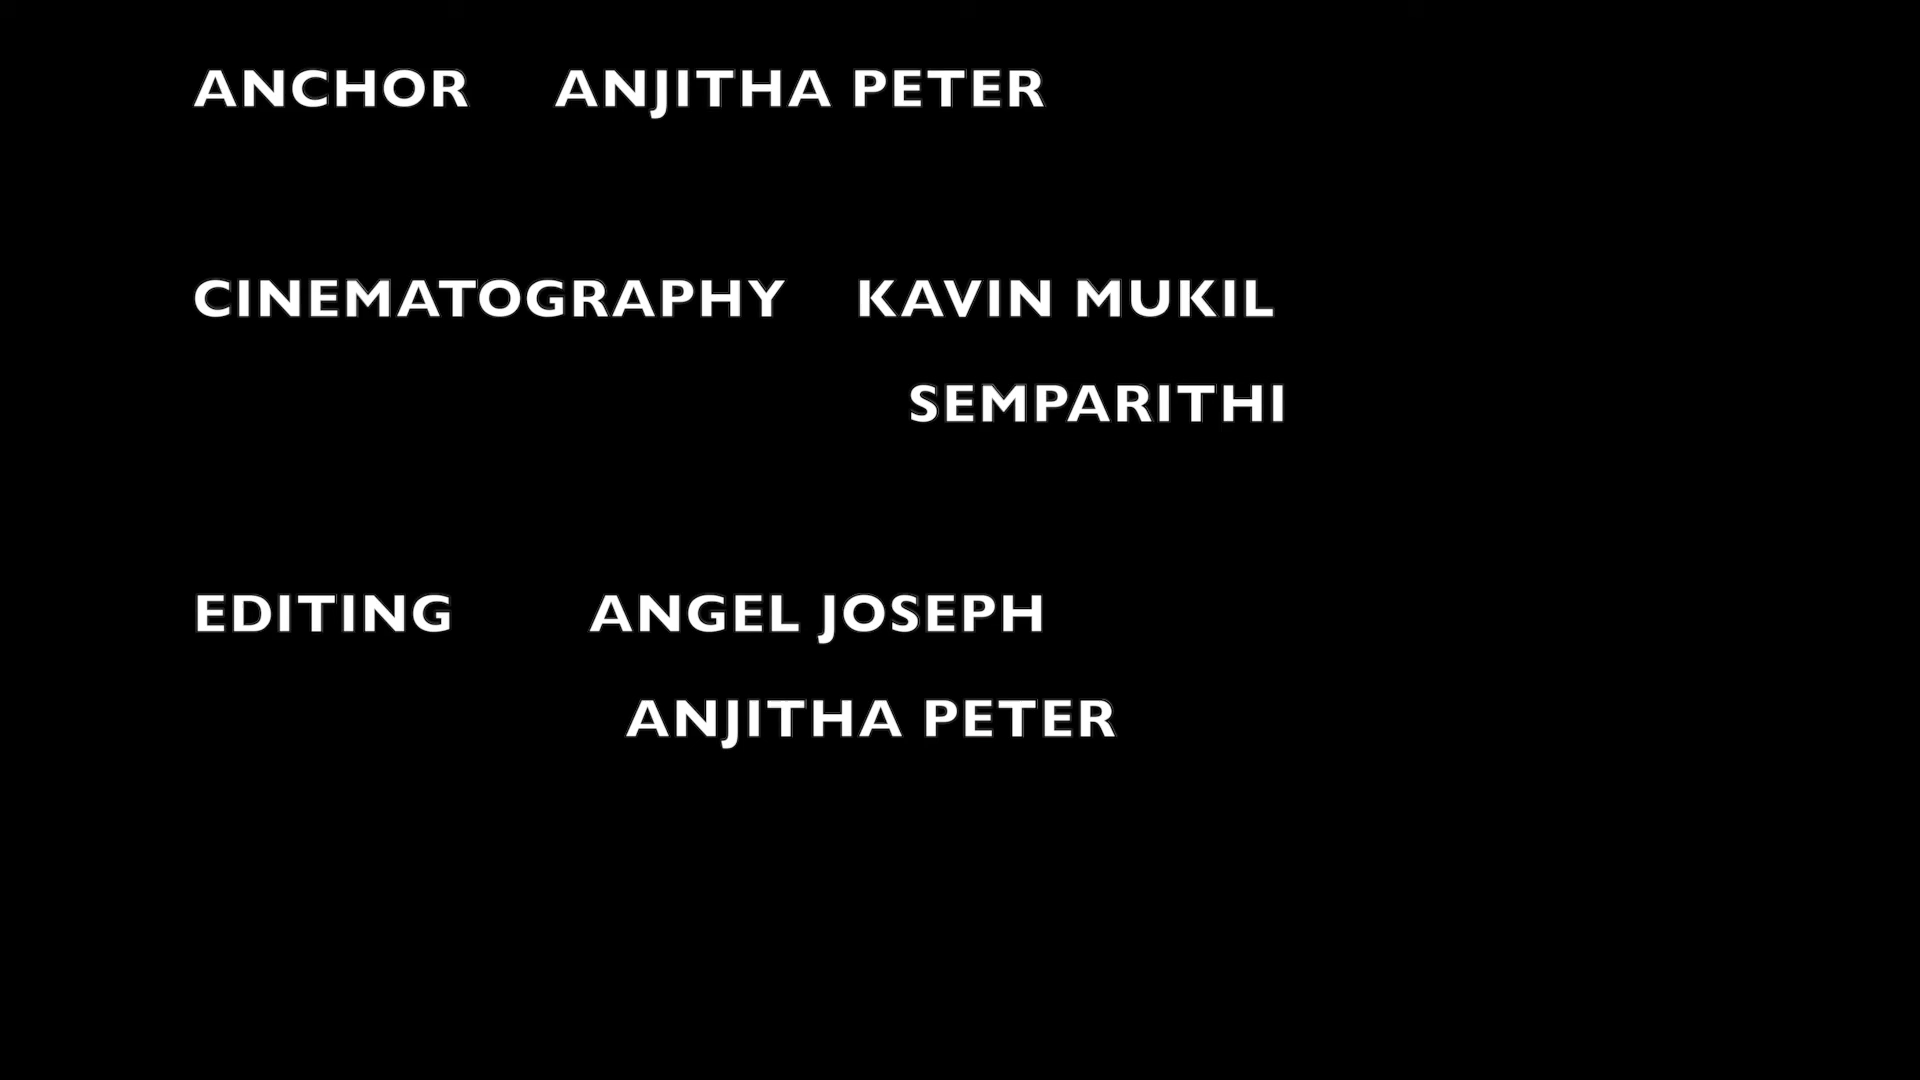 ANCHOR ANJITHA PETER
CINEMATOGRAPHY KAVIN MUKIL
SEMPARITHI
EDITING ANGEL JOSEPH
ANJITHA PETER